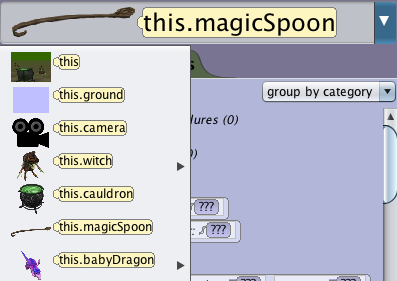 this.magicSpoon
this
this.ground
this.camera
this.witch
this.cauldron
this.magicSpoon
this.babyDragon
s
group by category
dures (0)
)
???
: ???